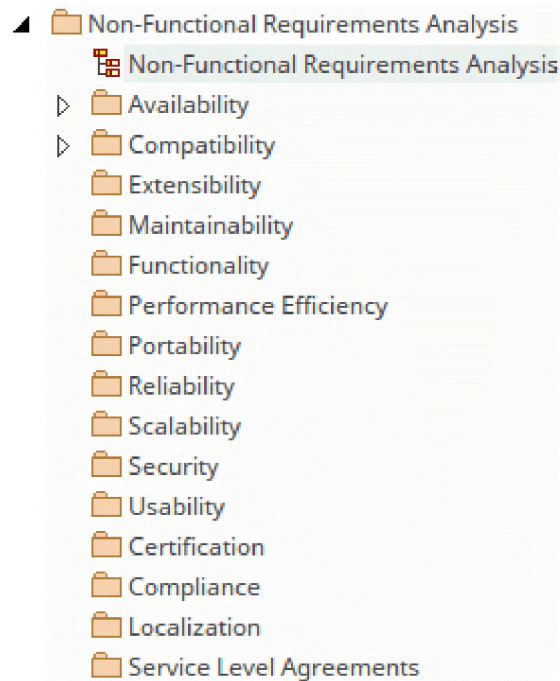 Non-Functional Requirements Analysis
Non-Functional Requirements Analysis
Availability
Compatibility
Extensibility
Maintainability
Functionality
Performance Efficiency
Portability
Reliability
Scalability
Security
Usability
Certification
Compliance
Localization
Service Level Agreements